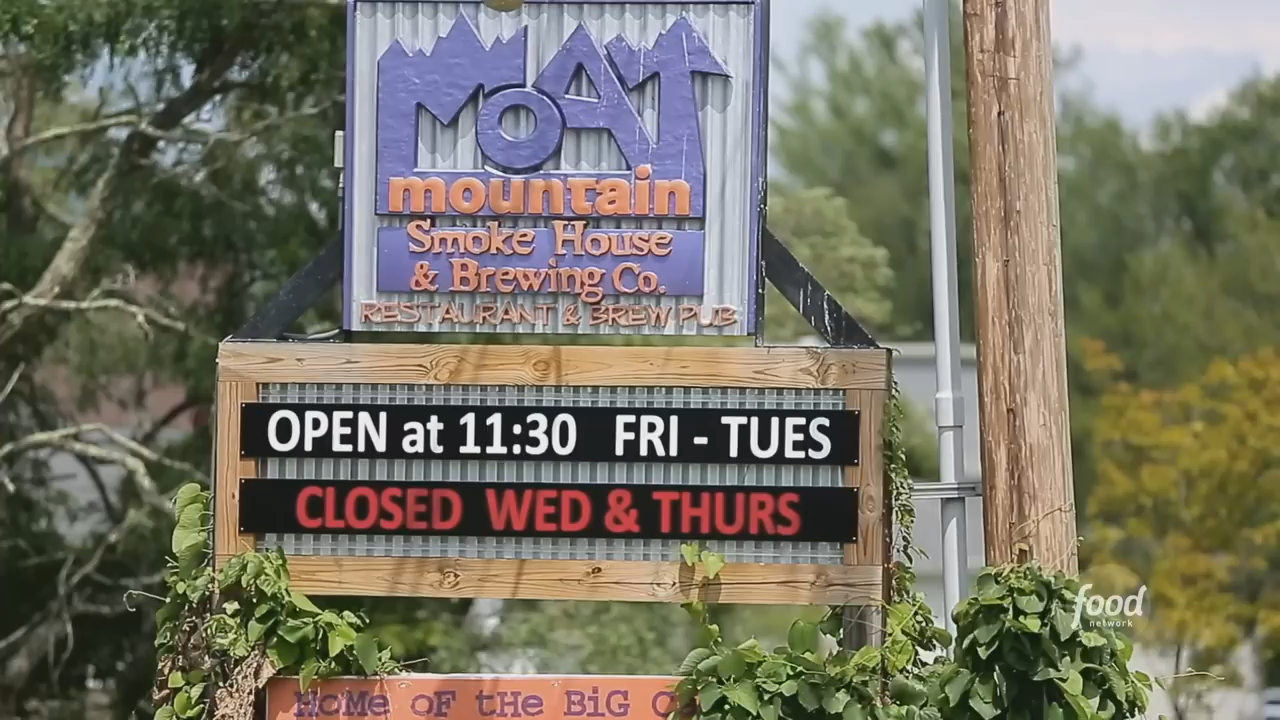 MOAT
mountain
Smoke House
& Brewing Co.
RESTAURANT & BREW PUB
OPEN at 11:30 FRI - TUES
CLOSED WED & THURS
food
network
HoMe OF tHe BiG